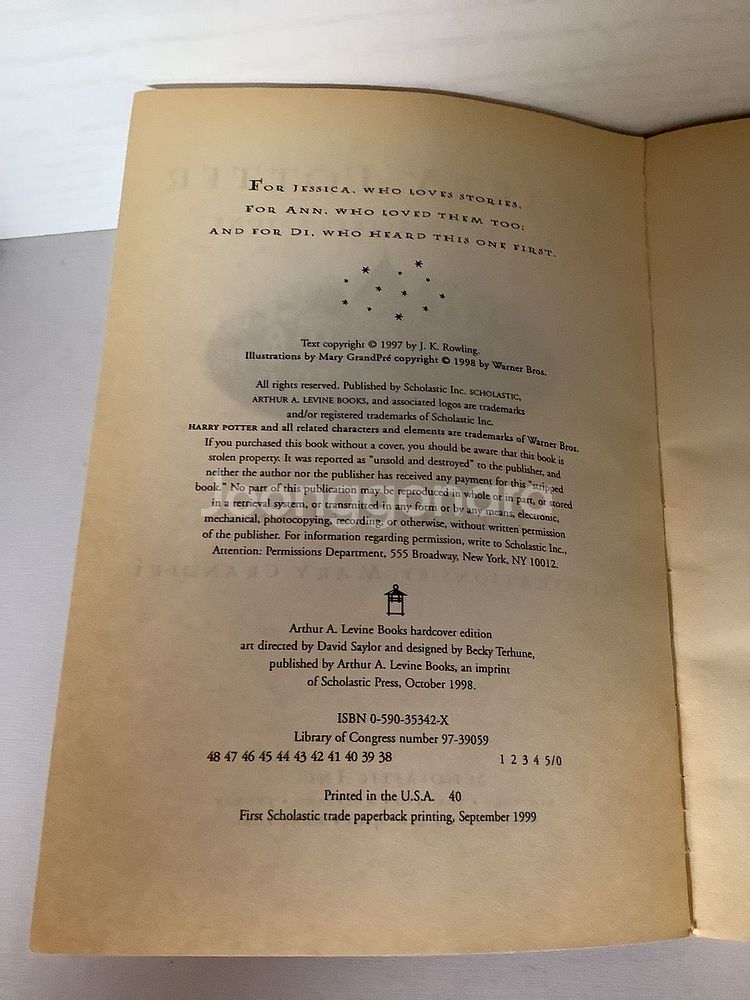 FOR JESSICA, WHO LOVES STORIES,
FOR ANN, WHO LOVED THEM TOO;
AND FOR DI, WHO HEARD THIS ONE FIRST.
Text copyright © 1997 by J. K. Rowling.
Illustrations by Mary GrandPré copyright © 1998 by Warner Bros.
All rights reserved. Published by Scholastic Inc. SCHOLASTIC,
ARTHUR A. LEVINE BOOKS, and associated logos are trademarks
and/or registered trademarks of Scholastic Inc.
HARRY POTTER and all related characters and elements are trademarks of Warner Bros.
If you purchased this book without a cover, you should be aware that this book is
stolen property. It was reported as "unsold and destroyed" to the publisher, and
neither the author nor the publisher has received any payment for this "stripped
book." No part of this publication may be reproduced in whole or in part, or stored
in a retrieval system, or transmitted in any form or by any means, electronic,
mechanical, photocopying, recording, or otherwise, without written permission
of the publisher. For information regarding permission, write to Scholastic Inc.,
Attention: Permissions Department, 555 Broadway, New York, NY 10012.
Arthur A. Levine Books hardcover edition
art directed by David Saylor and designed by Becky Terhune,
published by Arthur A. Levine Books, an imprint
of Scholastic Press, October 1998.
ISBN 0-590-35342-X
Library of Congress number 97-39059
48 47 46 45 44 43 42 41 40 39 38 1 2 3 4 5/0
Printed in the U.S.A. 40
First Scholastic trade paperback printing, September 1999